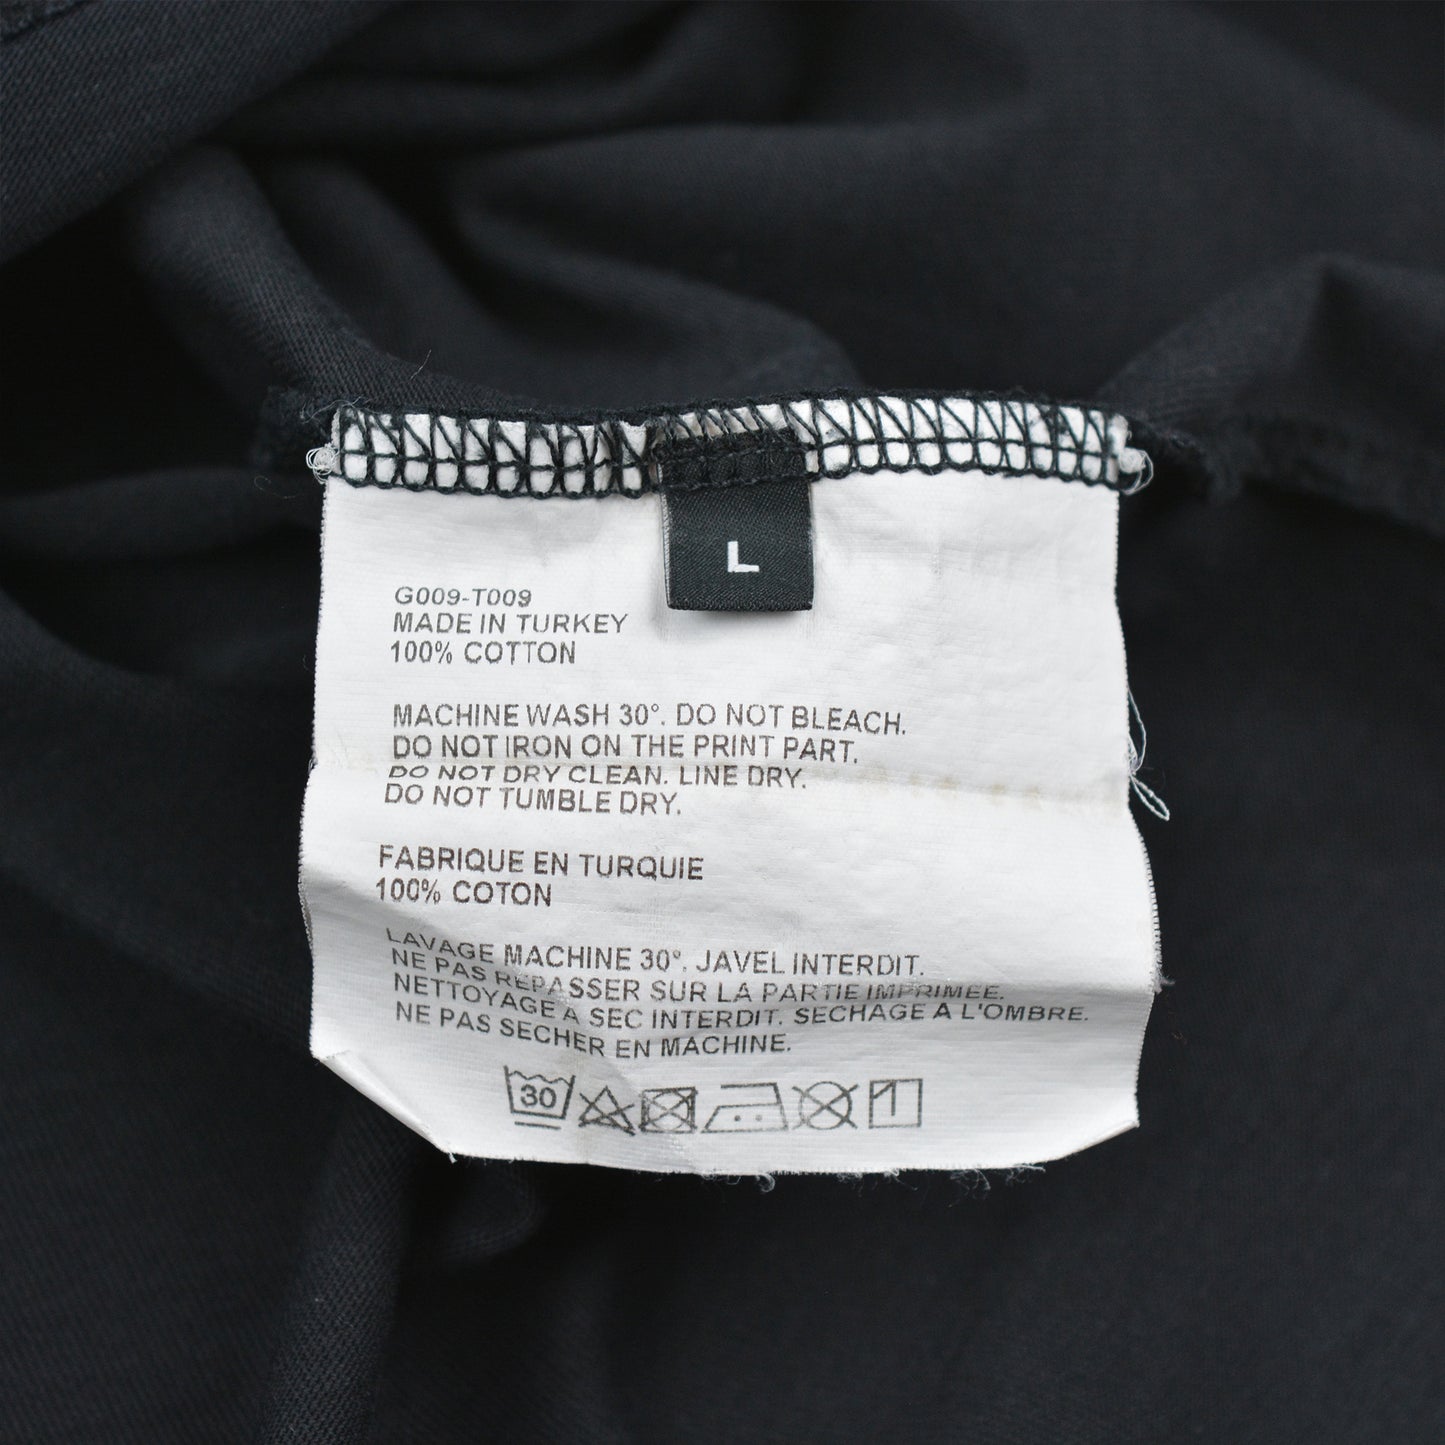 L
G009-T009
MADE IN TURKEY
100% COTTON
MACHINE WASH 30°. DO NOT BLEACH.
DO NOT IRON ON THE PRINT PART.
DO NOT DRY CLEAN. LINE DRY.
DO NOT TUMBLE DRY.
FABRIQUE EN TURQUIE
100% COTON
LAVAGE MACHINE 30°. JAVEL INTERDIT.
NE PAS REPASSER SUR LA PARTIE IMPRIMEE.
NETTOYAGE A SEC INTERDIT. SECHAGE A L'OMBRE.
NE PAS SECHER EN MACHINE.
30